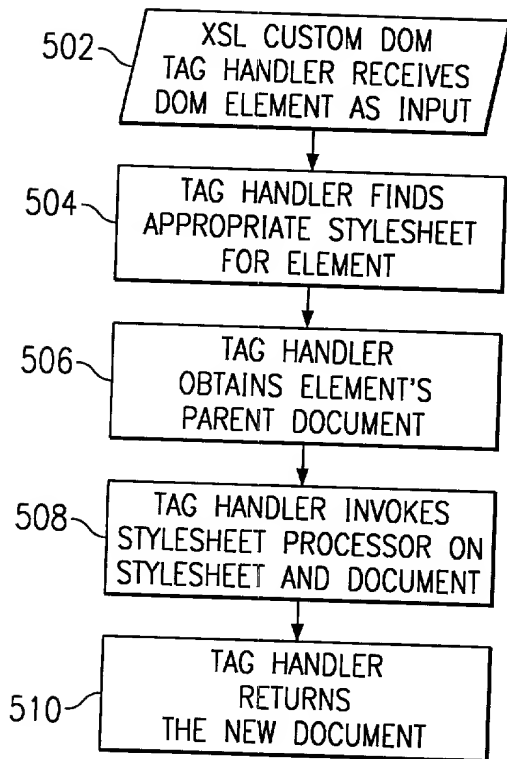 502
XSL CUSTOM DOM
TAG HANDLER RECEIVES
DOM ELEMENT AS INPUT
504
TAG HANDLER FINDS
APPROPRIATE STYLESHEET
FOR ELEMENT
506
TAG HANDLER
OBTAINS ELEMENT'S
PARENT DOCUMENT
508
TAG HANDLER INVOKES
STYLESHEET PROCESSOR ON
STYLESHEET AND DOCUMENT
510
TAG HANDLER
RETURNS
THE NEW DOCUMENT